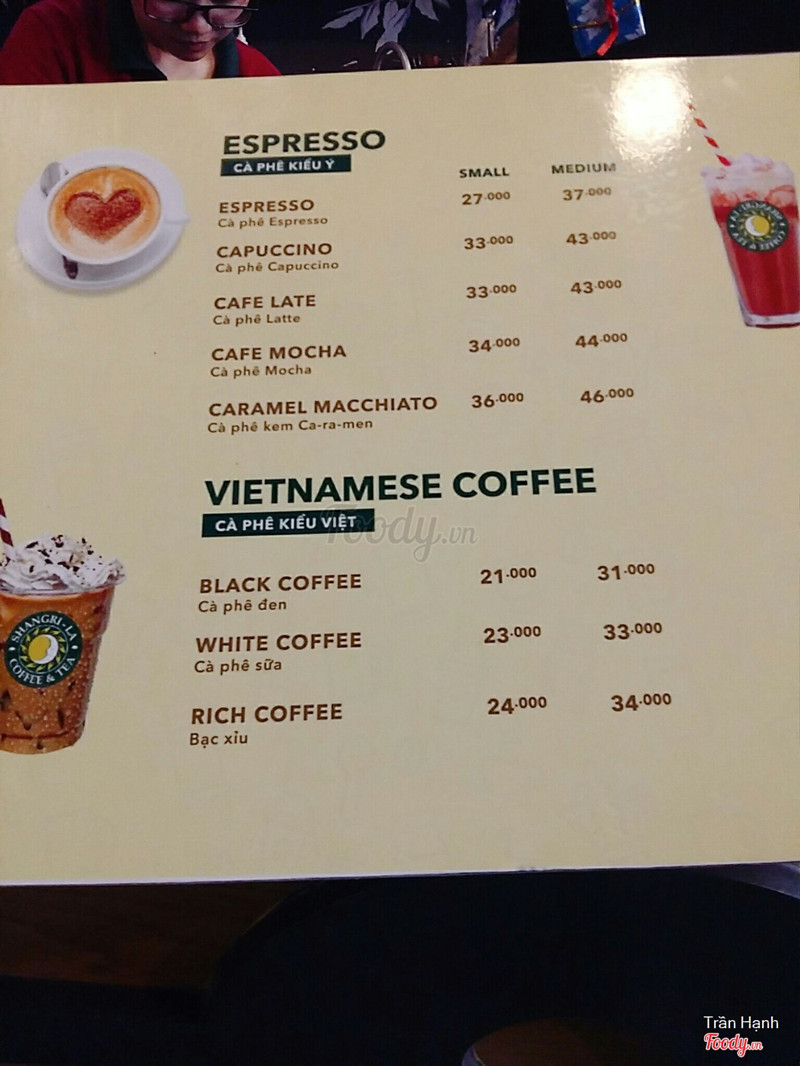 ESPRESSO
CÀ PHÊ KIỂU Ý
SMALL MEDIUM
ESPRESSO 27.000 37.000
Cà phê Espresso
CAPUCCINO 33.000 43.000
Cà phê Capuccino
CAFE LATE 33.000 43.000
Cà phê Latte
CAFE MOCHA 34.000 44.000
Cà phê Mocha
CARAMEL MACCHIATO 36.000 46.000
Cà phê kem Ca-ra-men
VIETNAMESE COFFEE
CÀ PHÊ KIỂU VIỆT
Foody.vn
BLACK COFFEE 21.000 31.000
Cà phê đen
WHITE COFFEE 23.000 33.000
Cà phê sữa
RICH COFFEE 24.000 34.000
Bạc xỉu
SHANGRI-LA
COFFEE & TEA
Trần Hạnh
Foody.vn